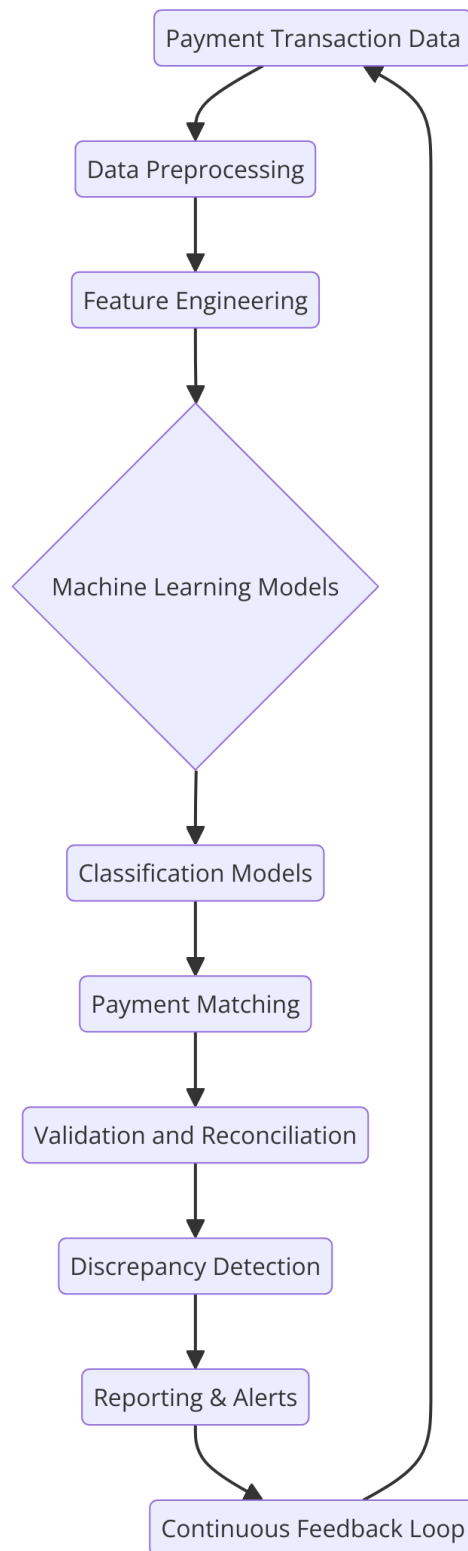 Payment Transaction Data
Data Preprocessing
Feature Engineering
Machine Learning Models
Classification Models
Payment Matching
Validation and Reconciliation
Discrepancy Detection
Reporting & Alerts
Continuous Feedback Loop